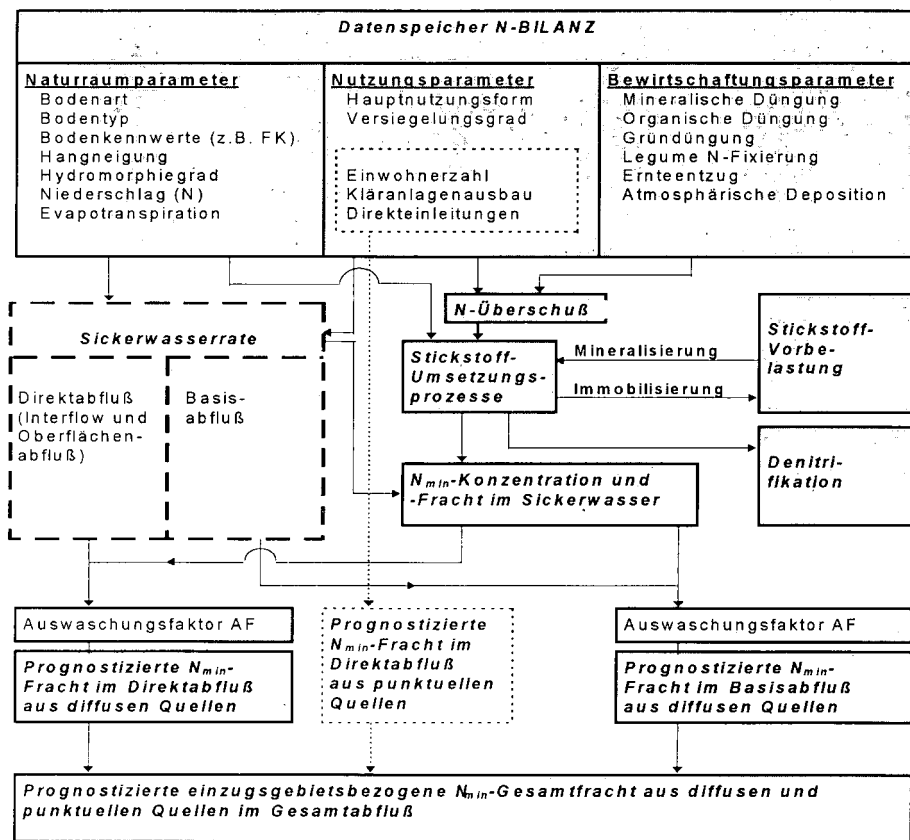 Datenspeicher N-BILANZ
Naturraumparameter
Bodenart
Bodentyp
Bodenkennwerte (z.B. FK)
Hangneigung
Hydromorphiegrad
Niederschlag (N)
Evapotranspiration
Nutzungsparameter
Hauptnutzungsform
Versiegelungsgrad
Einwohnerzahl
Kläranlagenausbau
Direkteinleitungen
Bewirtschaftungsparameter
Mineralische Düngung
Organische Düngung
Gründüngung
Legume N-Fixierung
Ernteentzug
Atmosphärische Deposition
N-Überschuß
Sickerwasserrate
Direktabfluß
(Interflow und
Oberflächen-
abfluß)
Basis-
abfluß
Stickstoff-
Umsetzungs-
prozesse
Mineralisierung
Immobilisierung
Stickstoff-
Vorbe-
lastung
Denitri-
fikation
Nmin-Konzentration und
-Fracht im Sickerwasser
Auswaschungsfaktor AF
Prognostizierte Nmin-
Fracht im Direktabfluß
aus diffusen Quellen
Prognostizierte
Nmin-Fracht im
Direktabfluß
aus punktuellen
Quellen
Auswaschungsfaktor AF
Prognostizierte Nmin-
Fracht im Basisabfluß
aus diffusen Quellen
Prognostizierte einzugsgebietsbezogene Nmin-Gesamtfracht aus diffusen und
punktuellen Quellen im Gesamtabfluß